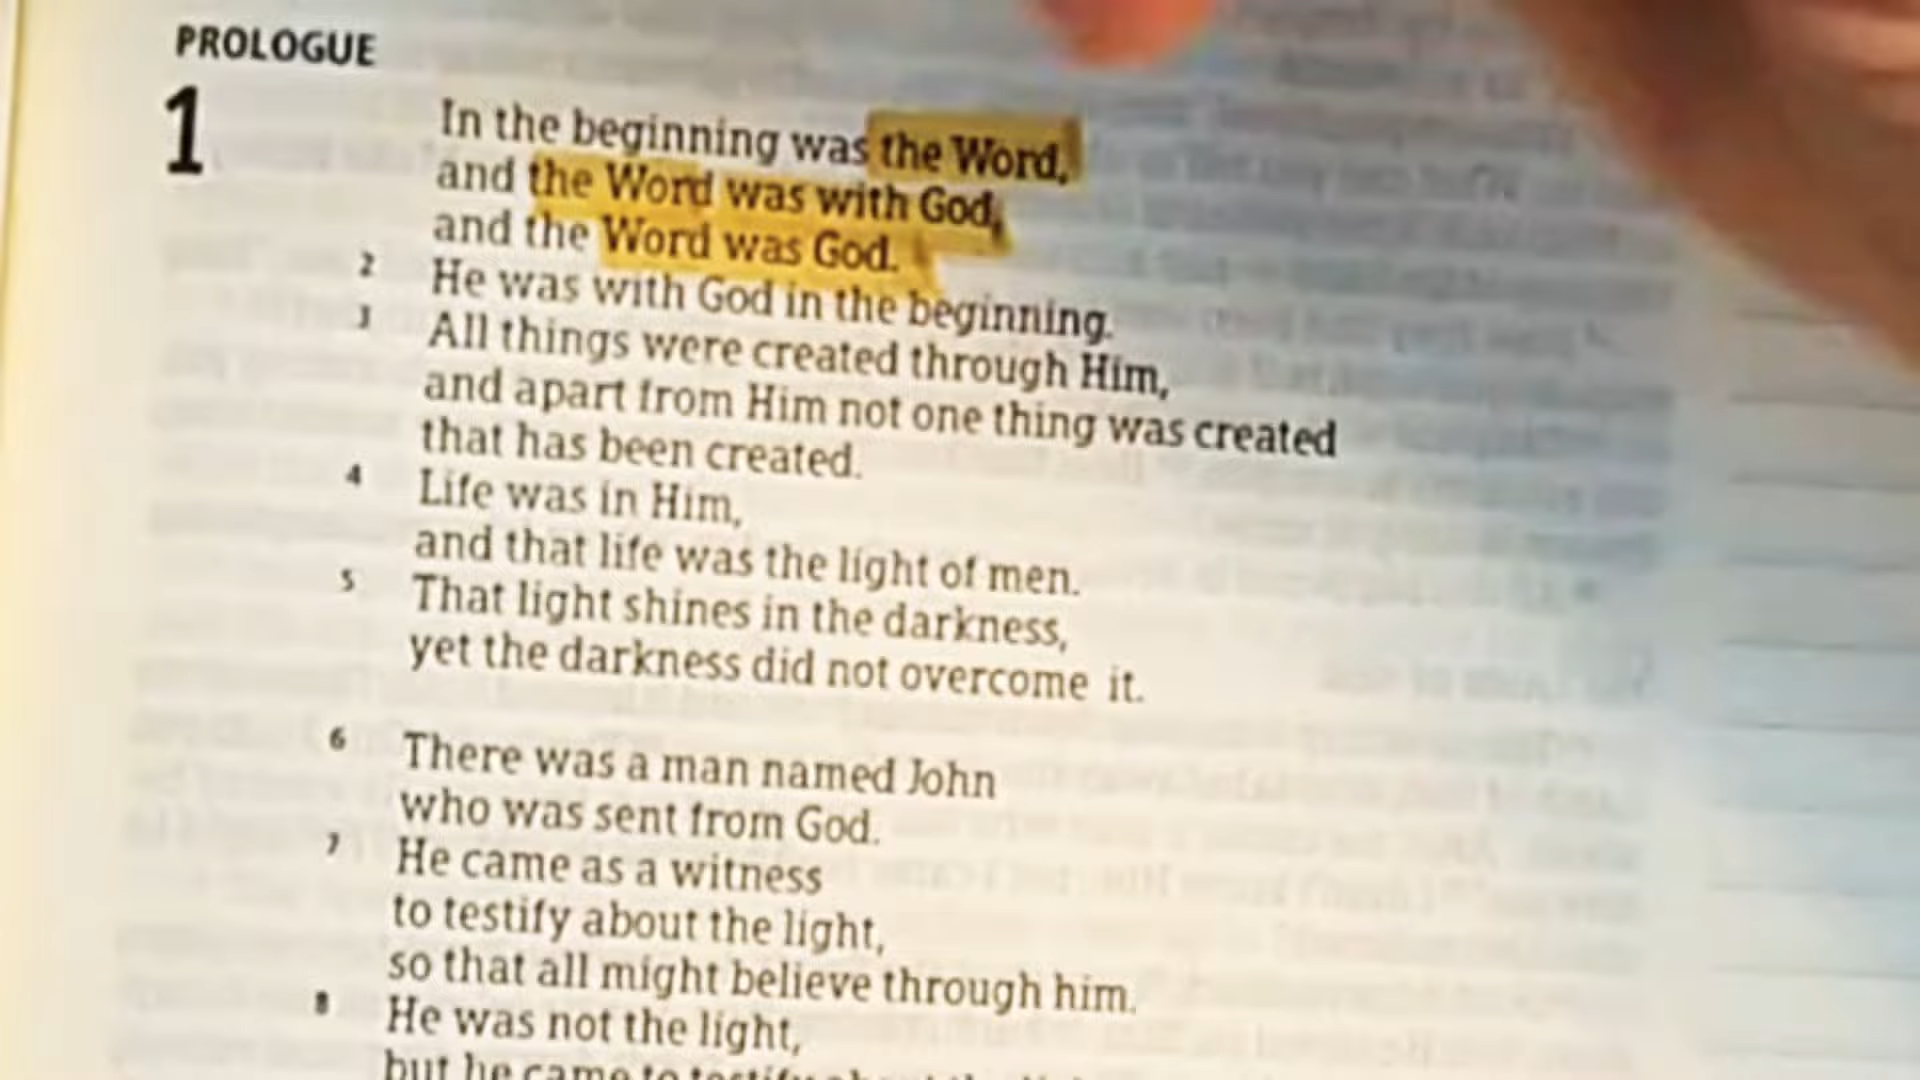 PROLOGUE
1 In the beginning was the Word,
and the Word was with God,
and the Word was God.
2 He was with God in the beginning.
3 All things were created through Him,
and apart from Him not one thing was created
that has been created.
4 Life was in Him,
and that life was the light of men.
5 That light shines in the darkness,
yet the darkness did not overcome it.
6 There was a man named John
who was sent from God.
7 He came as a witness
to testify about the light,
so that all might believe through him.
8 He was not the light,
but he came to testify about the